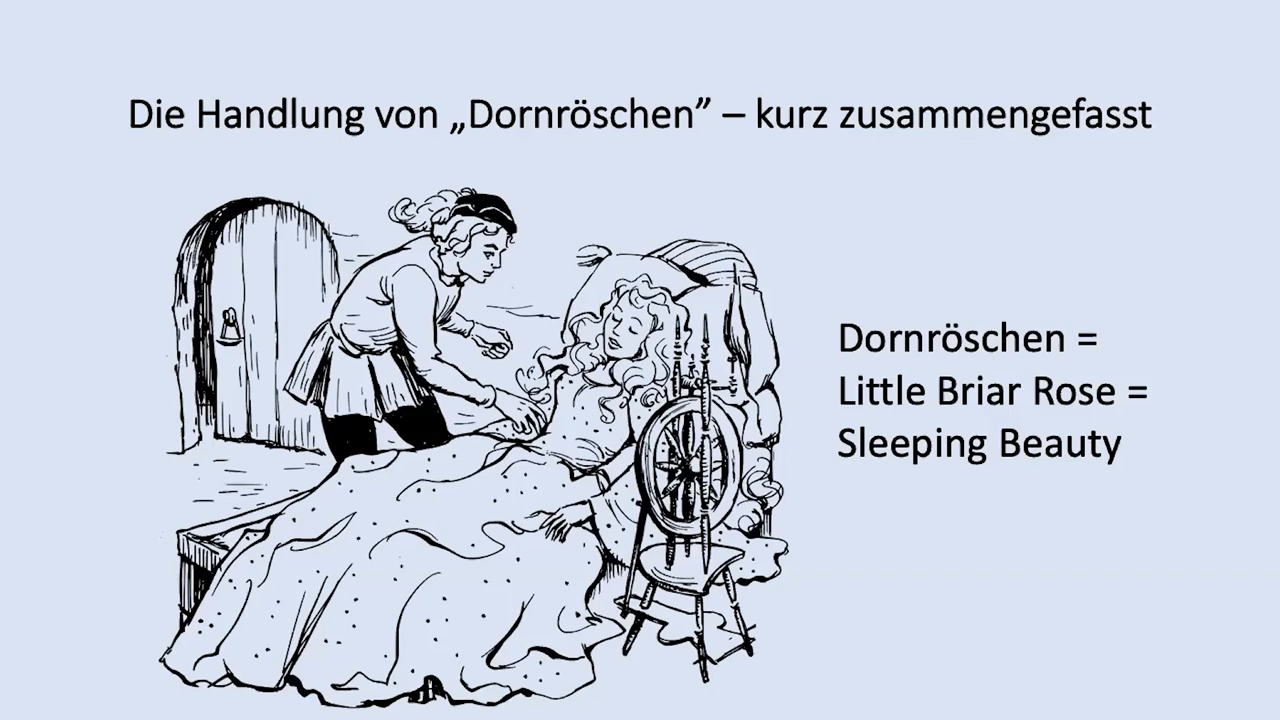 Die Handlung von „Dornröschen” – kurz zusammengefasst
Dornröschen =
Little Briar Rose =
Sleeping Beauty